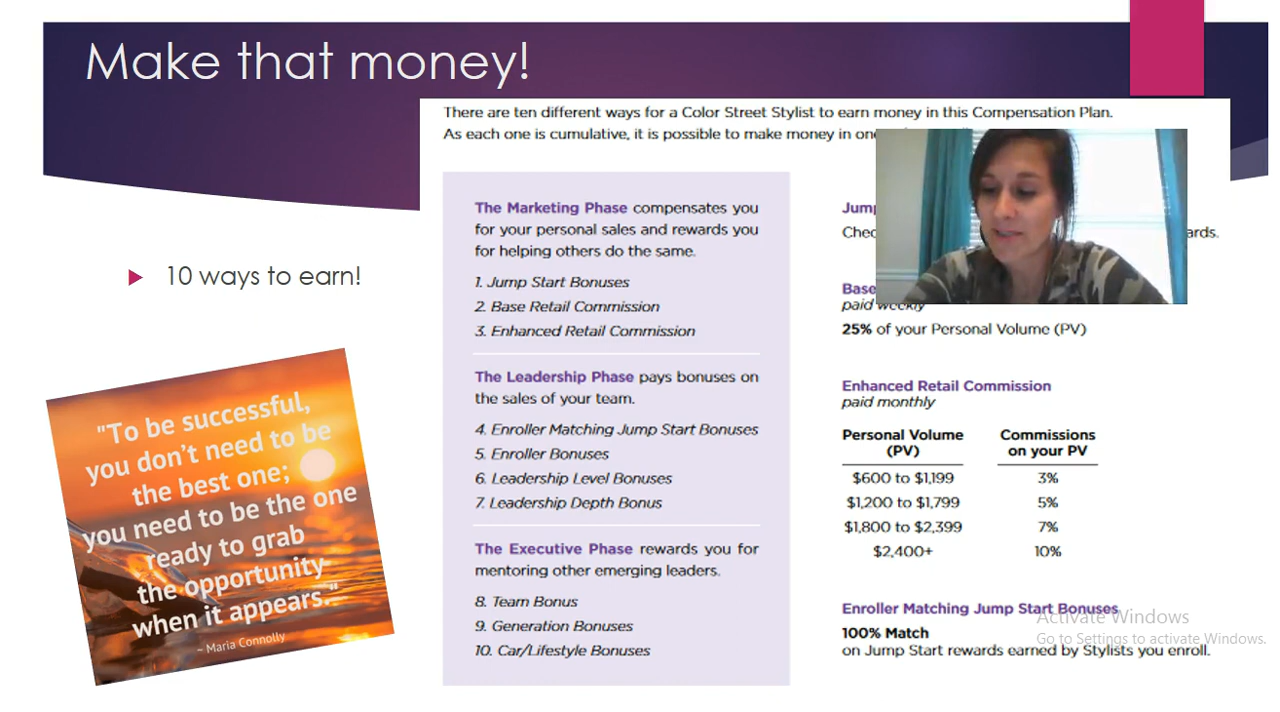 Make that money!
There are ten different ways for a Color Street Stylist to earn money in this Compensation Plan.
As each one is cumulative, it is possible to make money in
10 ways to earn!
"To be successful,
you don't need to be
the best one;
you need to be the one
ready to grab
the opportunity
when it appears."
~ Maria Connolly
The Marketing Phase compensates you
for your personal sales and rewards you
for helping others do the same.
1. Jump Start Bonuses
2. Base Retail Commission
3. Enhanced Retail Commission
The Leadership Phase pays bonuses on
the sales of your team.
4. Enroller Matching Jump Start Bonuses
5. Enroller Bonuses
6. Leadership Level Bonuses
7. Leadership Depth Bonus
The Executive Phase rewards you for
mentoring other emerging leaders.
8. Team Bonus
9. Generation Bonuses
10. Car/Lifestyle Bonuses
Base
paid weekly
25% of your Personal Volume (PV)
Enhanced Retail Commission
paid monthly
Personal Volume (PV) Commissions on your PV
$600 to $1,199 3%
$1,200 to $1,799 5%
$1,800 to $2,399 7%
$2,400+ 10%
Enroller Matching Jump Start Bonuses
100% Match
on Jump Start rewards earned by Stylists you enroll.
Activate Windows
Go to Settings to activate Windows.